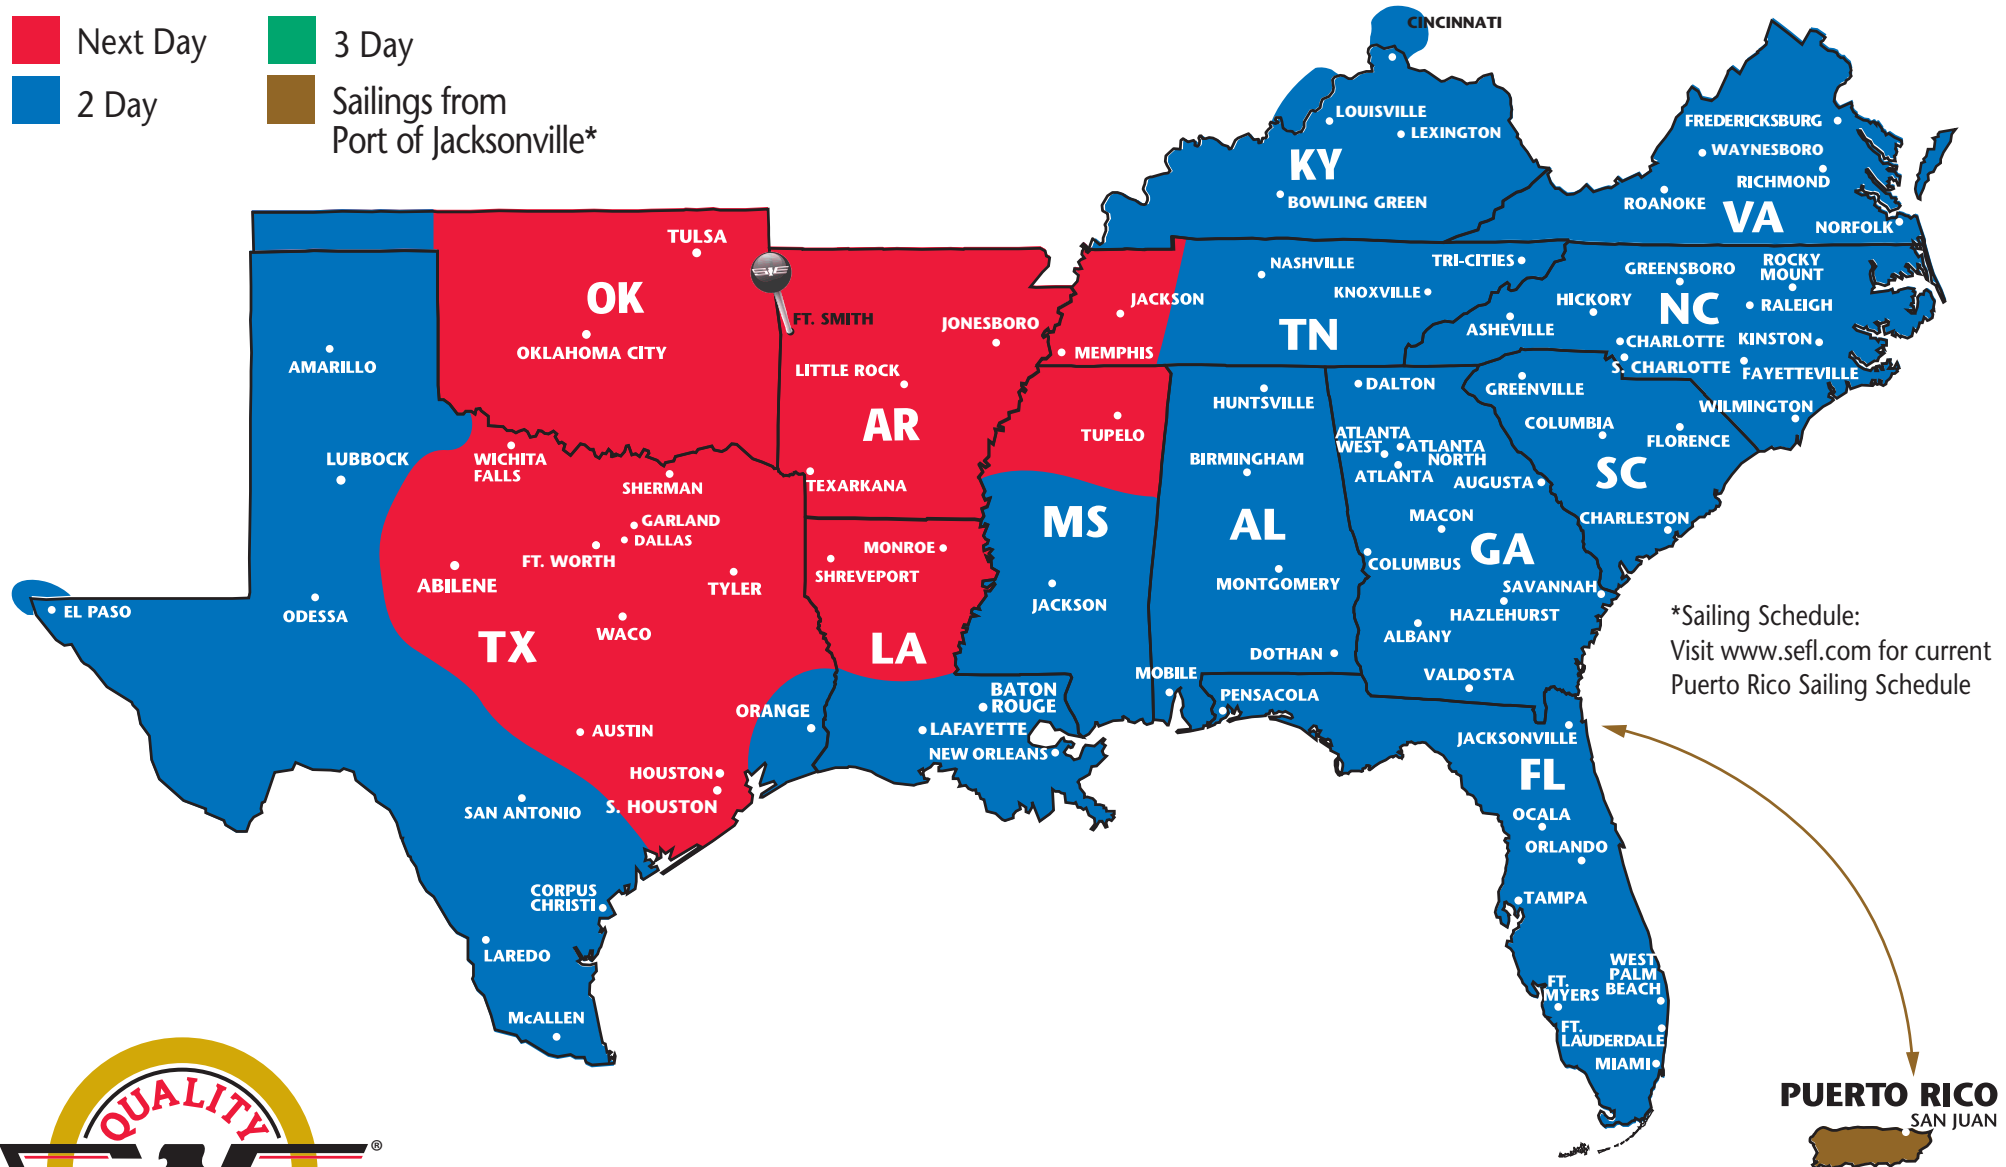 Next Day
3 Day
2 Day
Sailings from
Port of Jacksonville*
CINCINNATI
LOUISVILLE
LEXINGTON
KY
BOWLING GREEN
FREDERICKSBURG
WAYNESBORO
RICHMOND
ROANOKE
VA
NORFOLK
TULSA
OK
OKLAHOMA CITY
FT. SMITH
JONESBORO
LITTLE ROCK
AR
TEXARKANA
JACKSON
MEMPHIS
NASHVILLE
TRI-CITIES
KNOXVILLE
TN
GREENSBORO
ROCKY
MOUNT
HICKORY
NC
RALEIGH
ASHEVILLE
CHARLOTTE
KINSTON
S. CHARLOTTE
FAYETTEVILLE
WILMINGTON
AMARILLO
LUBBOCK
WICHITA
FALLS
SHERMAN
GARLAND
DALLAS
FT. WORTH
ABILENE
TYLER
EL PASO
ODESSA
WACO
TX
AUSTIN
ORANGE
HOUSTON
S. HOUSTON
SAN ANTONIO
CORPUS
CHRISTI
LAREDO
McALLEN
MONROE
SHREVEPORT
LA
BATON
ROUGE
LAFAYETTE
NEW ORLEANS
TUPELO
MS
JACKSON
HUNTSVILLE
BIRMINGHAM
AL
MONTGOMERY
DOTHAN
MOBILE
DALTON
ATLANTA
WEST
ATLANTA
NORTH
ATLANTA
AUGUSTA
MACON
GA
COLUMBUS
SAVANNAH
HAZLEHURST
ALBANY
VALDOSTA
GREENVILLE
COLUMBIA
FLORENCE
SC
CHARLESTON
PENSACOLA
JACKSONVILLE
FL
OCALA
ORLANDO
TAMPA
WEST
PALM
BEACH
FT.
MYERS
FT.
LAUDERDALE
MIAMI
*Sailing Schedule:
Visit www.sefl.com for current
Puerto Rico Sailing Schedule
PUERTO RICO
SAN JUAN
QUALITY
®